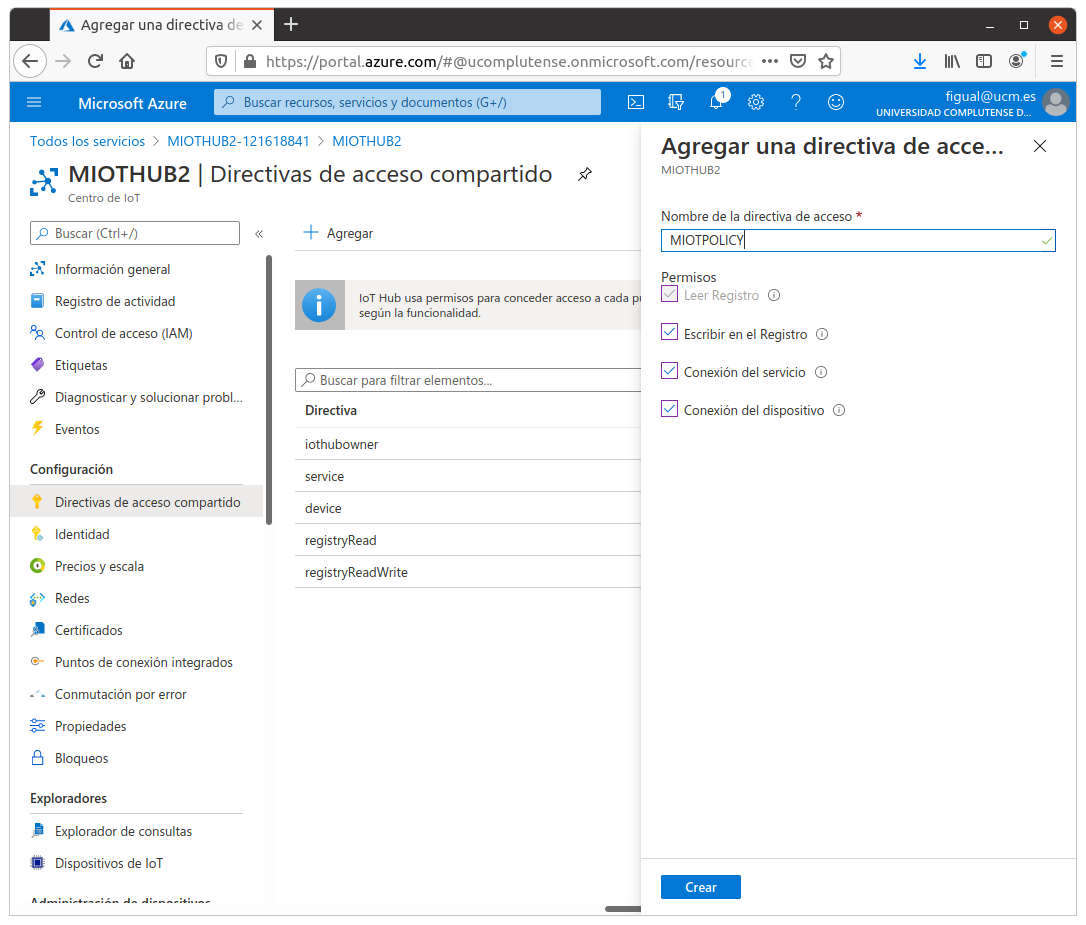 Agregar una directiva de
https://portal.azure.com/#@ucomplutense.onmicrosoft.com/resource
Microsoft Azure
Buscar recursos, servicios y documentos (G+/)
1
figual@ucm.es
UNIVERSIDAD COMPLUTENSE D...
Todos los servicios > MIOTHUB2-121618841 > MIOTHUB2
MIOTHUB2 | Directivas de acceso compartido
Centro de IoT
Buscar (Ctrl+/)
«
Información general
Registro de actividad
Control de acceso (IAM)
Etiquetas
Diagnosticar y solucionar probl...
Eventos
Configuración
Directivas de acceso compartido
Identidad
Precios y escala
Redes
Certificados
Puntos de conexión integrados
Conmutación por error
Propiedades
Bloqueos
Exploradores
Explorador de consultas
Dispositivos de IoT
Administración de dispositivos
Agregar
IoT Hub usa permisos para conceder acceso a cada pu
según la funcionalidad.
Buscar para filtrar elementos...
Directiva
iothubowner
service
device
registryRead
registryReadWrite
Agregar una directiva de acce...
MIOTHUB2
Nombre de la directiva de acceso *
MIOTPOLICY
Permisos
Leer Registro
Escribir en el Registro
Conexión del servicio
Conexión del dispositivo
Crear